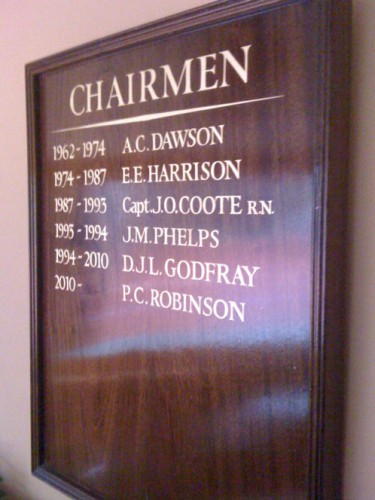 CHAIRMEN
1962-1974 A.C. DAWSON
1974-1987 E.E. HARRISON
1987-1993 Capt. J.O. COOTE R.N.
1993-1994 J.M. PHELPS
1994-2010 D.J.L. GODFRAY
2010- P.C. ROBINSON